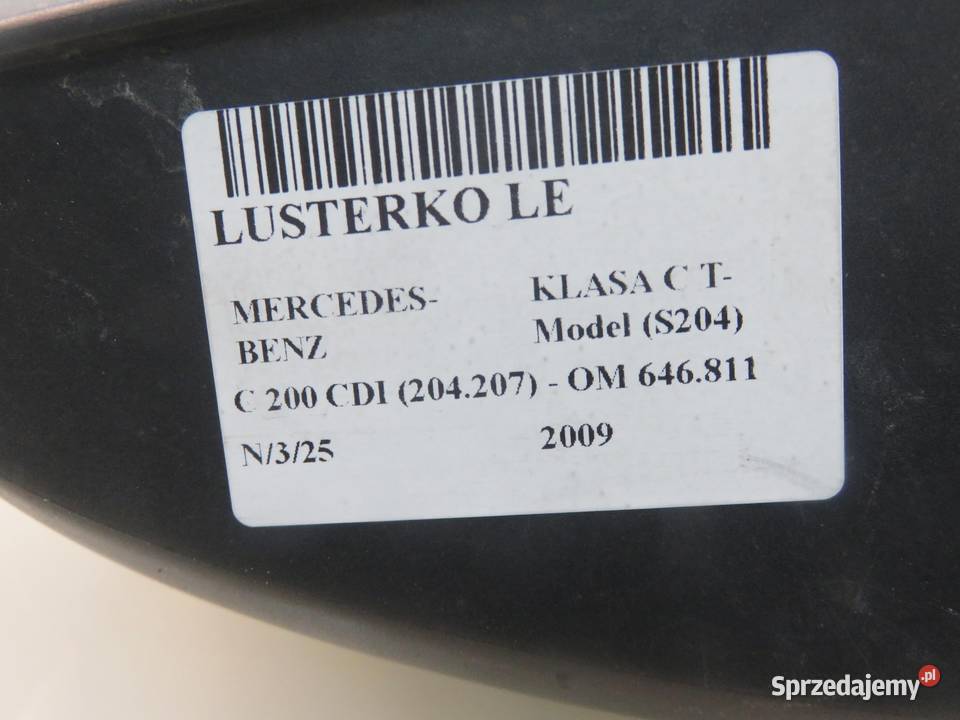 LUSTERKO LE
MERCEDES-
BENZ
KLASA C T-
Model (S204)
C 200 CDI (204.207) - OM 646.811
N/3/25
2009
Sprzedajemy.pl